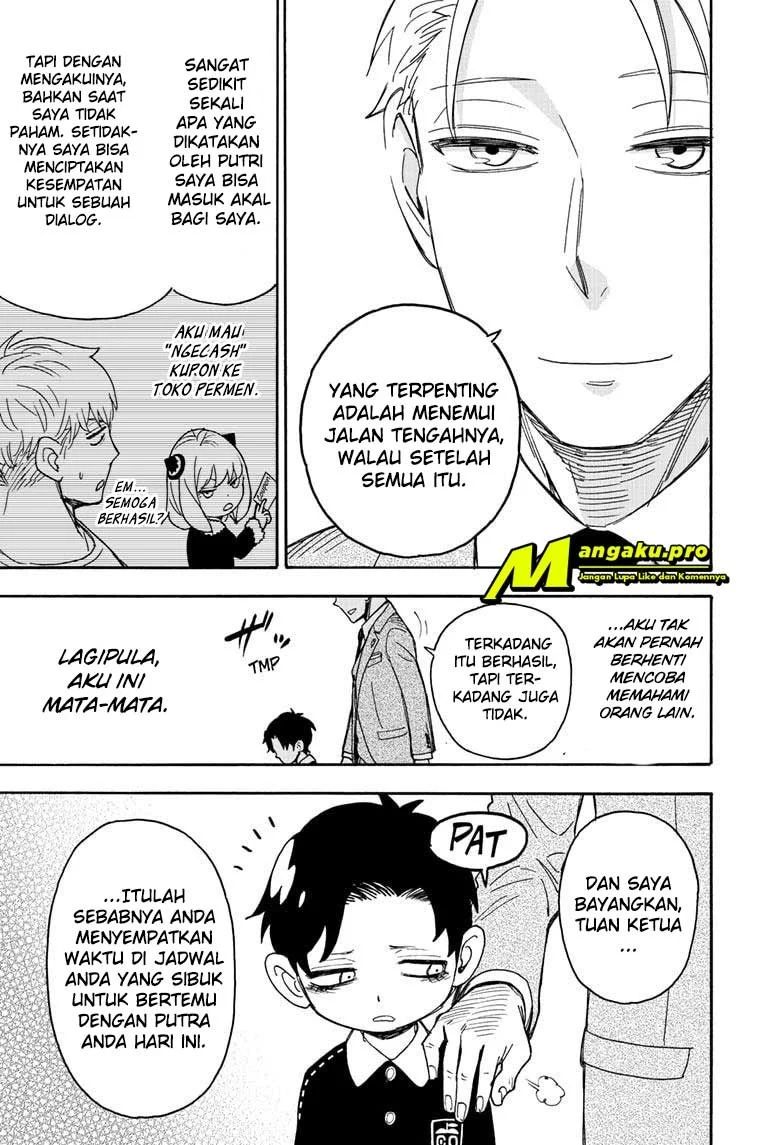 YANG TERPENTING
ADALAH MENEMUI
JALAN TENGAHNYA,
WALAU SETELAH
SEMUA ITU.
SANGAT
SEDIKIT
SEKALI
APA YANG
DIKATAKAN
OLEH PUTRI
SAYA BISA
MASUK AKAL
BAGI SAYA.
TAPI DENGAN
MENGAKUINYA,
BAHKAN SAAT
SAYA TIDAK
PAHAM. SETIDAK-
NYA SAYA BISA
MENCIPTAKAN
KESEMPATAN
UNTUK SEBUAH
DIALOG.
AKU MAU
"NGECASH"
KUPON KE
TOKO PERMEN.
EM...
SEMOGA
BERHASIL?
Mangaku.pro
Jangan Lupa Like dan Komennya
...AKU TAK
AKAN PERNAH
BERHENTI
MENCOBA
MEMAHAMI
ORANG LAIN.
TERKADANG
ITU BERHASIL,
TAPI TER-
KADANG JUGA
TIDAK.
TMP
LAGIPULA,
AKU INI
MATA-MATA.
DAN SAYA
BAYANGKAN,
TUAN KETUA
...
PAT
...ITULAH
SEBABNYA ANDA
MENYEMPATKAN
WAKTU DI JADWAL
ANDA YANG SIBUK
UNTUK BERTEMU
DENGAN PUTRA
ANDA HARI INI.